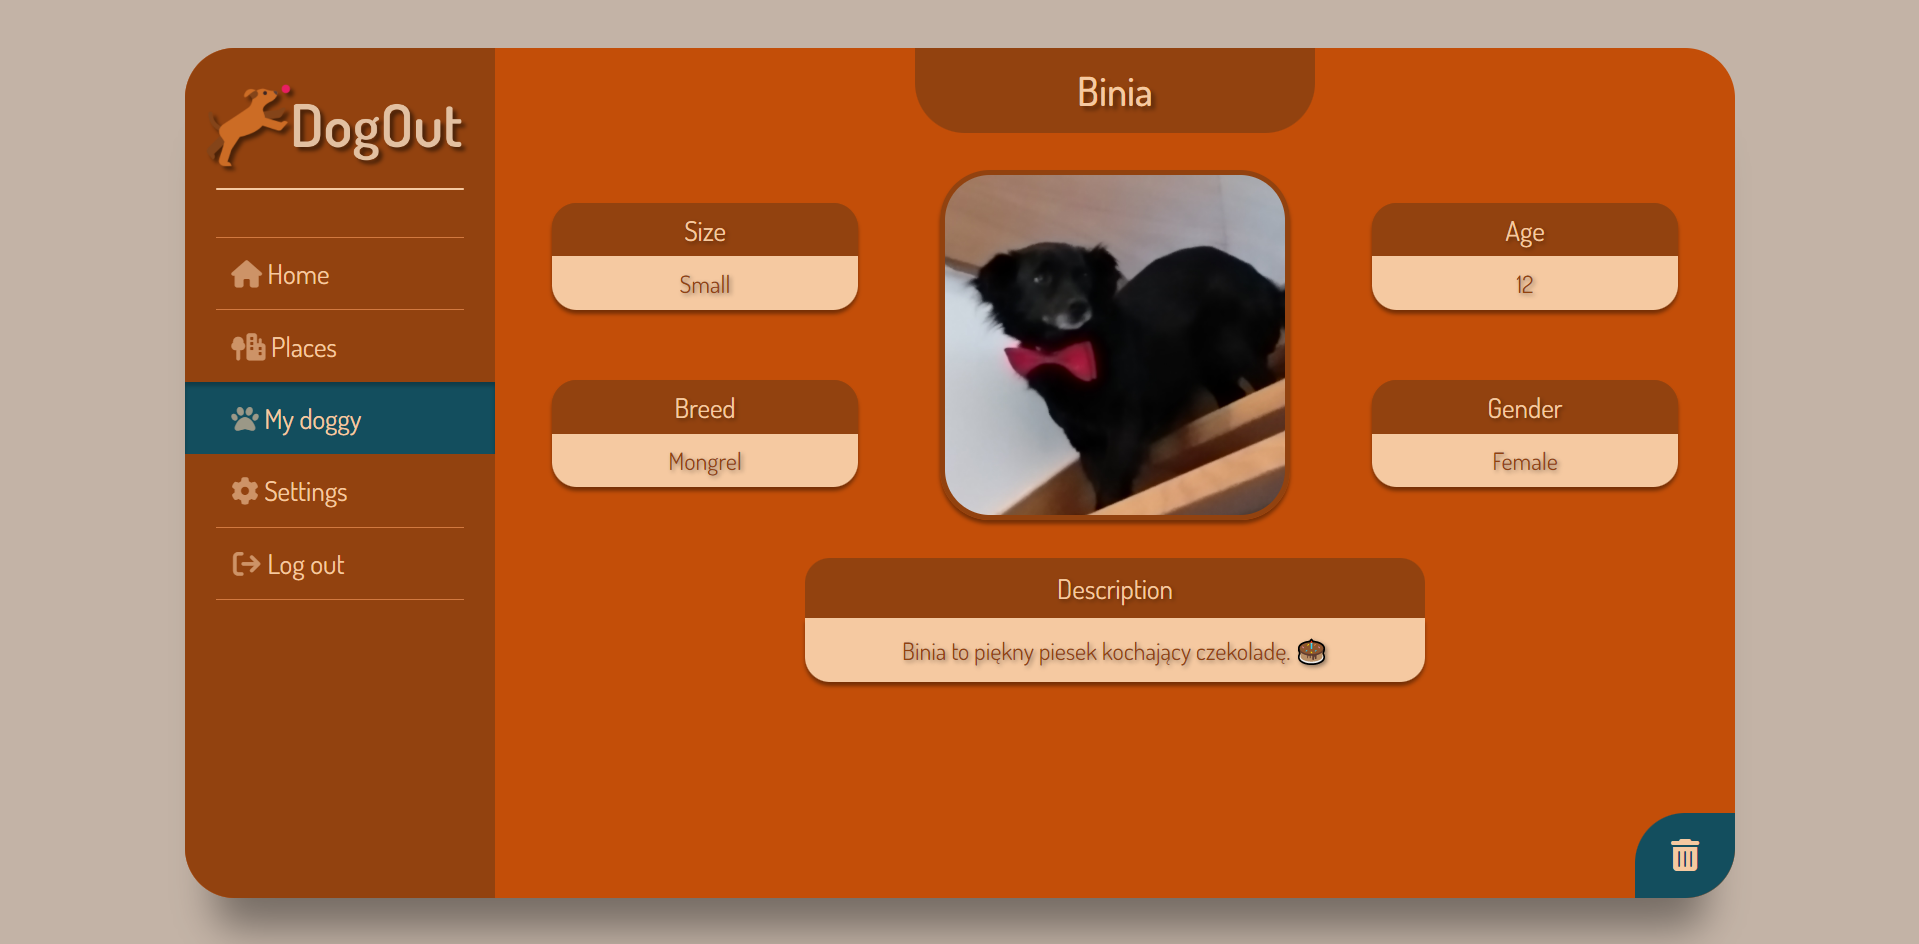 DogOut
Home
Places
My doggy
Settings
Log out
Binia
Size
Small
Breed
Mongrel
Age
12
Gender
Female
Description
Binia to piękny piesek kochający czekoladę. 🎂